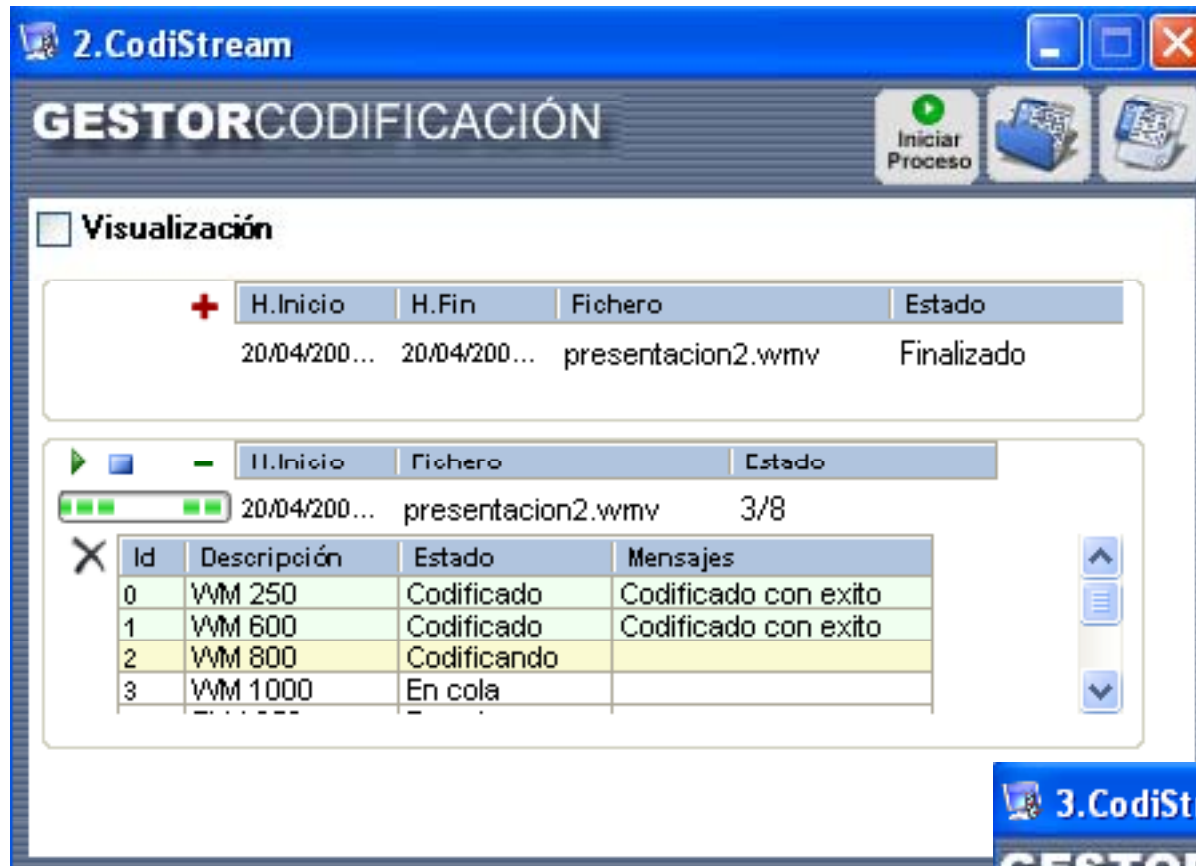 2.CodiStream
GESTORCODIFICACIÓN
Iniciar
Proceso
Visualización
H.Inicio H.Fin Fichero Estado
20/04/200... 20/04/200... presentacion2.wmv Finalizado
H.Inicio Fichero Estado
20/04/200... presentacion2.wmv 3/8
Id Descripción Estado Mensajes
0 WM 250 Codificado Codificado con exito
1 WM 600 Codificado Codificado con exito
2 WM 800 Codificando
3 WM 1000 En cola
3.CodiSt